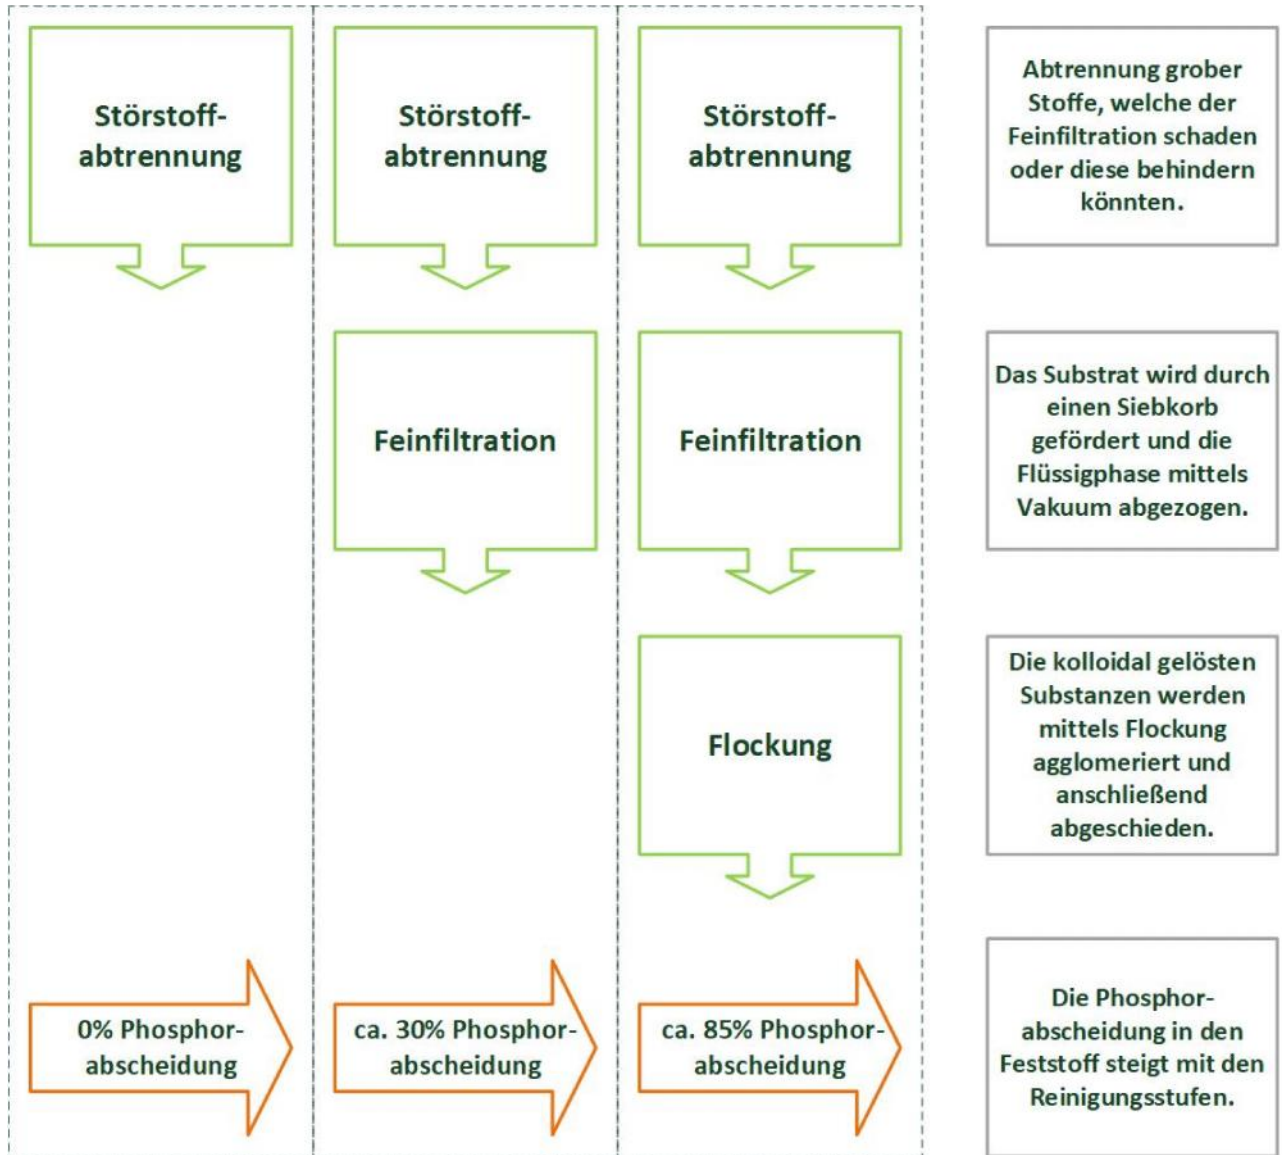 Störstoff-
abtrennung
Störstoff-
abtrennung
Störstoff-
abtrennung
Abtrennung grober
Stoffe, welche der
Feinfiltration schaden
oder diese behindern
könnten.
Feinfiltration
Feinfiltration
Das Substrat wird durch
einen Siebkorb
gefördert und die
Flüssigphase mittels
Vakuum abgezogen.
Flockung
Die kolloidal gelösten
Substanzen werden
mittels Flockung
agglomeriert und
anschließend
abgeschieden.
0% Phosphor-
abscheidung
ca. 30% Phosphor-
abscheidung
ca. 85% Phosphor-
abscheidung
Die Phosphor-
abscheidung in den
Feststoff steigt mit den
Reinigungsstufen.